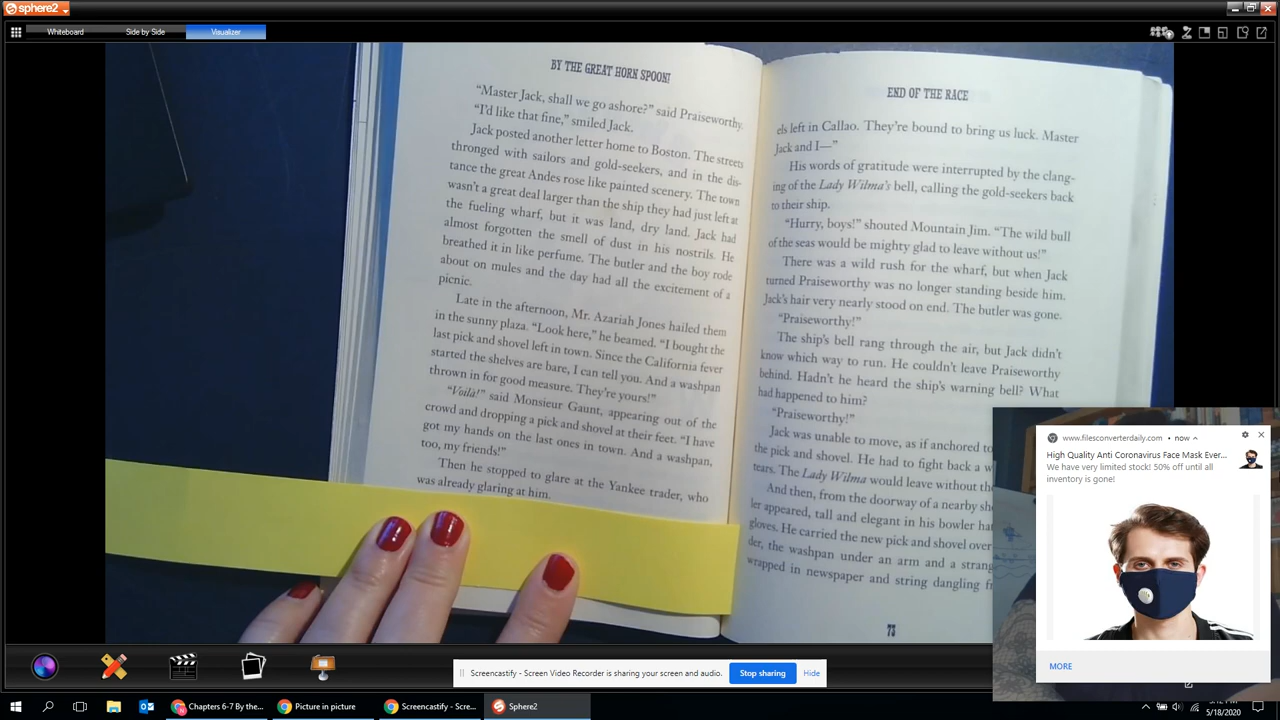 sphere2
Whiteboard
Side by Side
Visualizer
BY THE GREAT HORN SPOON!
"Master Jack, shall we go ashore?" said Praiseworthy.
"I'd like that fine," smiled Jack.
Jack posted another letter home to Boston. The streets
thronged with sailors and gold-seekers, and in the dis-
tance the great Andes rose like painted scenery. The town
wasn't a great deal larger than the ship they had just left at
the fueling wharf, but it was land, dry land. Jack had
almost forgotten the smell of dust in his nostrils. He
breathed it in like perfume. The butler and the boy rode
about on mules and the day had all the excitement of a
picnic.
Late in the afternoon, Mr. Azariah Jones hailed them
in the sunny plaza. "Look here," he beamed. "I bought the
last pick and shovel left in town. Since the California fever
started the shelves are bare, I can tell you. And a washpan
thrown in for good measure. They're yours!"
"Voilà!" said Monsieur Gaunt, appearing out of the
crowd and dropping a pick and shovel at their feet. "I have
got my hands on the last ones in town. And a washpan,
too, my friends!"
Then he stopped to glare at the Yankee trader, who
was already glaring at him.
END OF THE RACE
els left in Callao. They're bound to bring us luck. Master
Jack and I—"
His words of gratitude were interrupted by the clang-
ing of the Lady Wilma's bell, calling the gold-seekers back
to their ship.
"Hurry, boys!" shouted Mountain Jim. "The wild bull
of the seas would be mighty glad to leave without us!"
There was a wild rush for the wharf, but when Jack
turned Praiseworthy was no longer standing beside him.
Jack's hair very nearly stood on end. The butler was gone.
"Praiseworthy!"
The ship's bell rang through the air, but Jack didn't
know which way to run. He couldn't leave Praiseworthy
behind. Hadn't he heard the ship's warning bell? What
had happened to him?
"Praiseworthy!"
Jack was unable to move, as if anchored to
the pick and shovel. He had to fight back a w
tears. The Lady Wilma would leave without the
And then, from the doorway of a nearby sh
ler appeared, tall and elegant in his bowler ha
gloves. He carried the new pick and shovel over
der, the washpan under an arm and a strang
wrapped in newspaper and string dangling f
73
www.filesconverterdaily.com • now
High Quality Anti Coronavirus Face Mask Ever...
We have very limited stock! 50% off until all
inventory is gone!
MORE
Screencastify - Screen Video Recorder is sharing your screen and audio.
Stop sharing
Hide
Chapters 6-7 By the...
Picture in picture
Screencastify - Scre...
Sphere2
5/18/2020